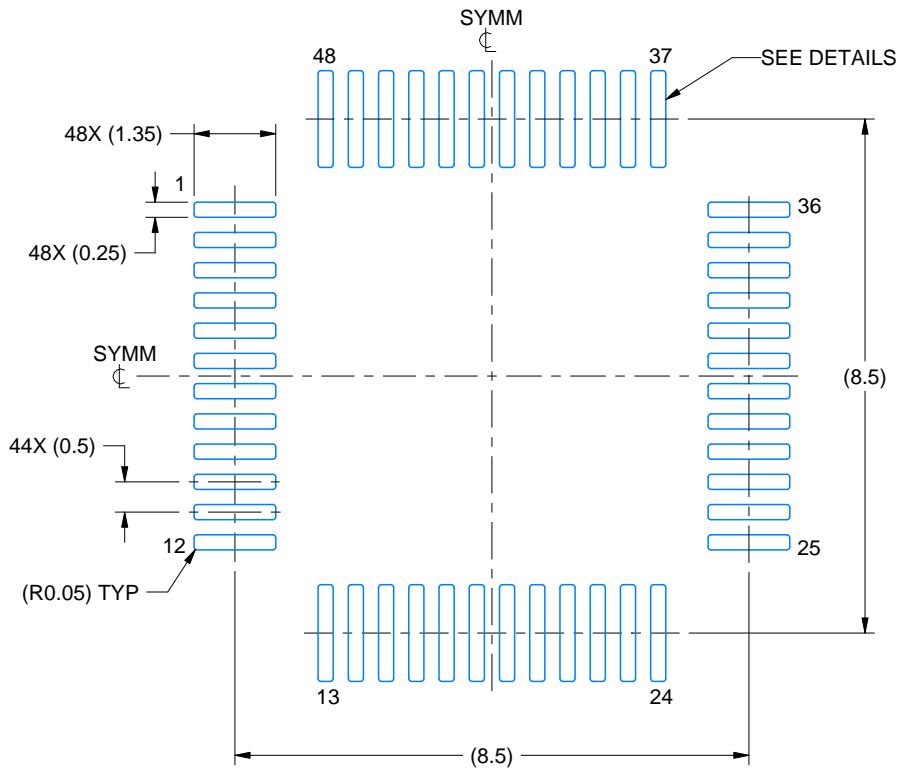 SYMM
48
37
SEE DETAILS
48X (1.35)
1
36
48X (0.25)
SYMM
(8.5)
44X (0.5)
12
25
(R0.05) TYP
13
24
(8.5)